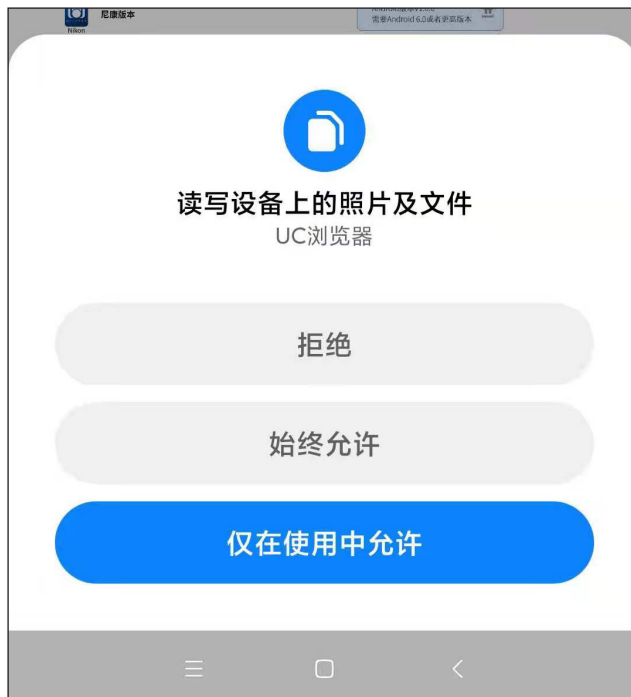 尼康版本
Nikon
需要Android 6.0或者更高版本
读写设备上的照片及文件
UC浏览器
拒绝
始终允许
仅在使用中允许